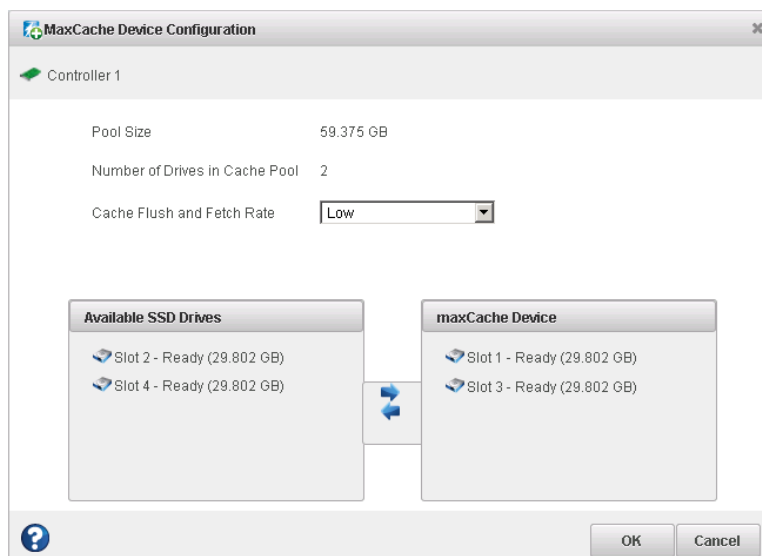 MaxCache Device Configuration
Controller 1
Pool Size 59.375 GB
Number of Drives in Cache Pool 2
Cache Flush and Fetch Rate Low
Available SSD Drives
Slot 2 - Ready (29.802 GB)
Slot 4 - Ready (29.802 GB)
maxCache Device
Slot 1 - Ready (29.802 GB)
Slot 3 - Ready (29.802 GB)
?
OK Cancel